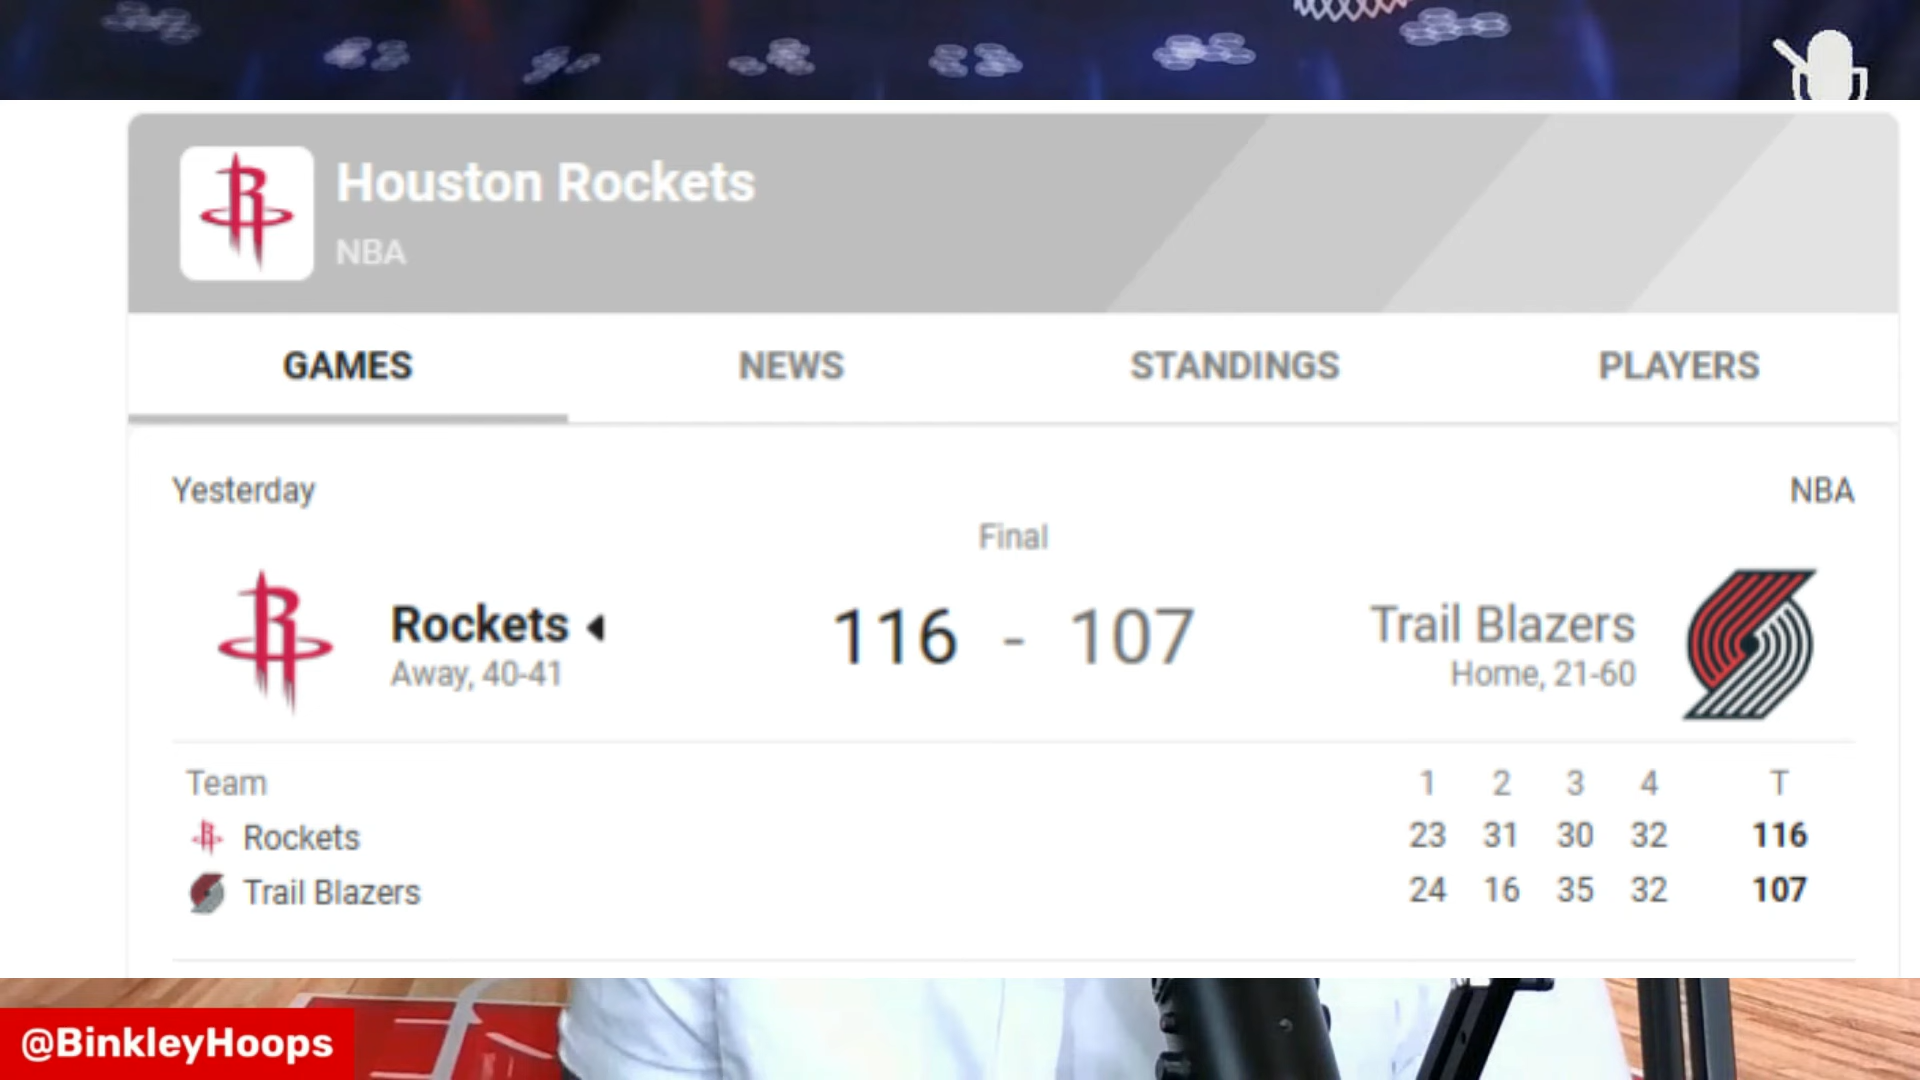 Houston Rockets
NBA
GAMES NEWS STANDINGS PLAYERS
Yesterday NBA
Final
Rockets 116 - 107 Trail Blazers
Away, 40-41 Home, 21-60
Team 1 2 3 4 T
Rockets 23 31 30 32 116
Trail Blazers 24 16 35 32 107
@BinkleyHoops